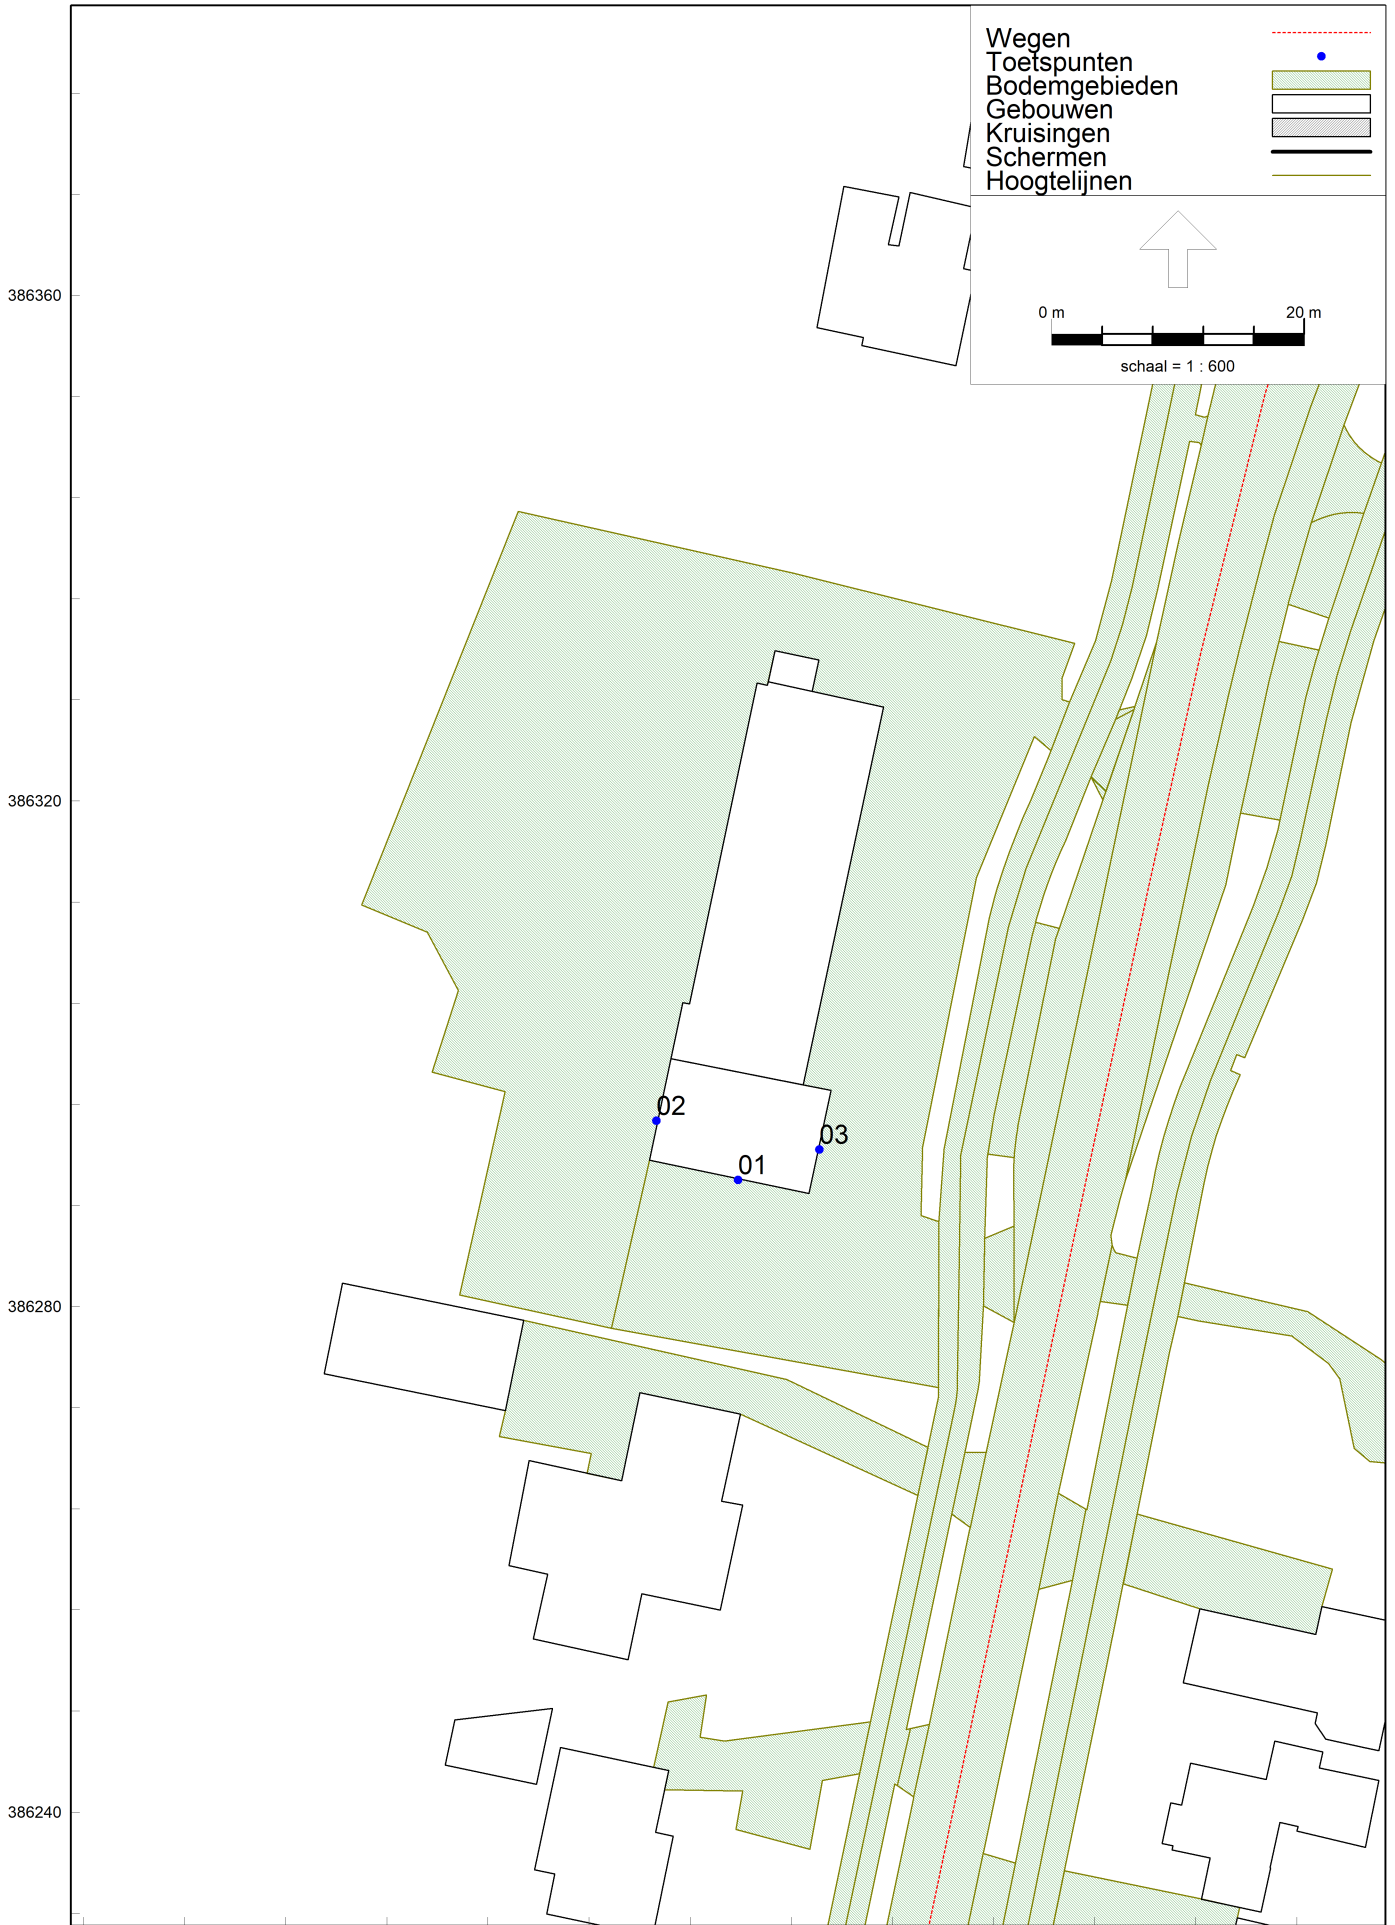 Wegen
Toetspunten
Bodemgebieden
Gebouwen
Kruisingen
Schermen
Hoogtelijnen
0 m 20 m
schaal = 1 : 600
386360
386320
02
03
01
386280
386240